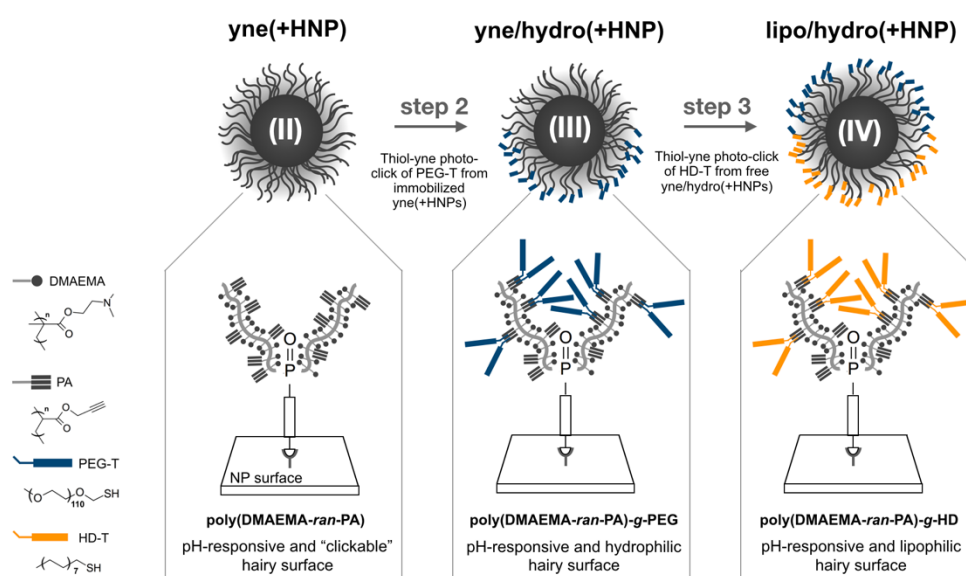 yne(+HNP)
yne/hydro(+HNP)
lipo/hydro(+HNP)
(II)
step 2
Thiol-yne photo-
click of PEG-T from
immobilized
yne(+HNPs)
(III)
step 3
Thiol-yne photo-click
of HD-T from free
yne/hydro(+HNPs)
(IV)
DMAEMA
n
O
N
O
PA
n
O
O
PEG-T
O
110
O
SH
HD-T
7
SH
O
P
NP surface
poly(DMAEMA-ran-PA)
pH-responsive and “clickable”
hairy surface
O
P
poly(DMAEMA-ran-PA)-g-PEG
pH-responsive and hydrophilic
hairy surface
O
P
poly(DMAEMA-ran-PA)-g-HD
pH-responsive and lipophilic
hairy surface